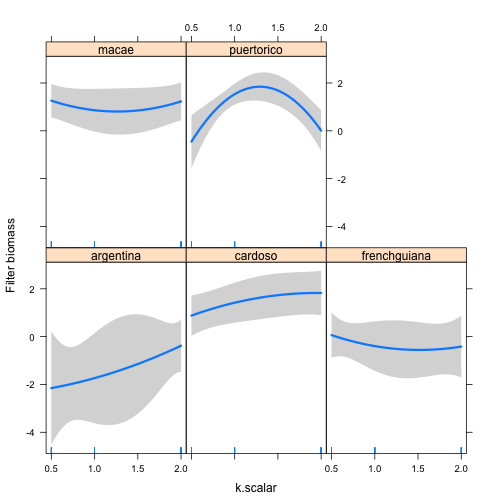 0.5 1.0 1.5 2.0
macae puertorico
2
0
-2
-4
Filter biomass
argentina cardoso frenchguiana
2
0
-2
-4
0.5 1.0 1.5 2.0 0.5 1.0 1.5 2.0
k.scalar